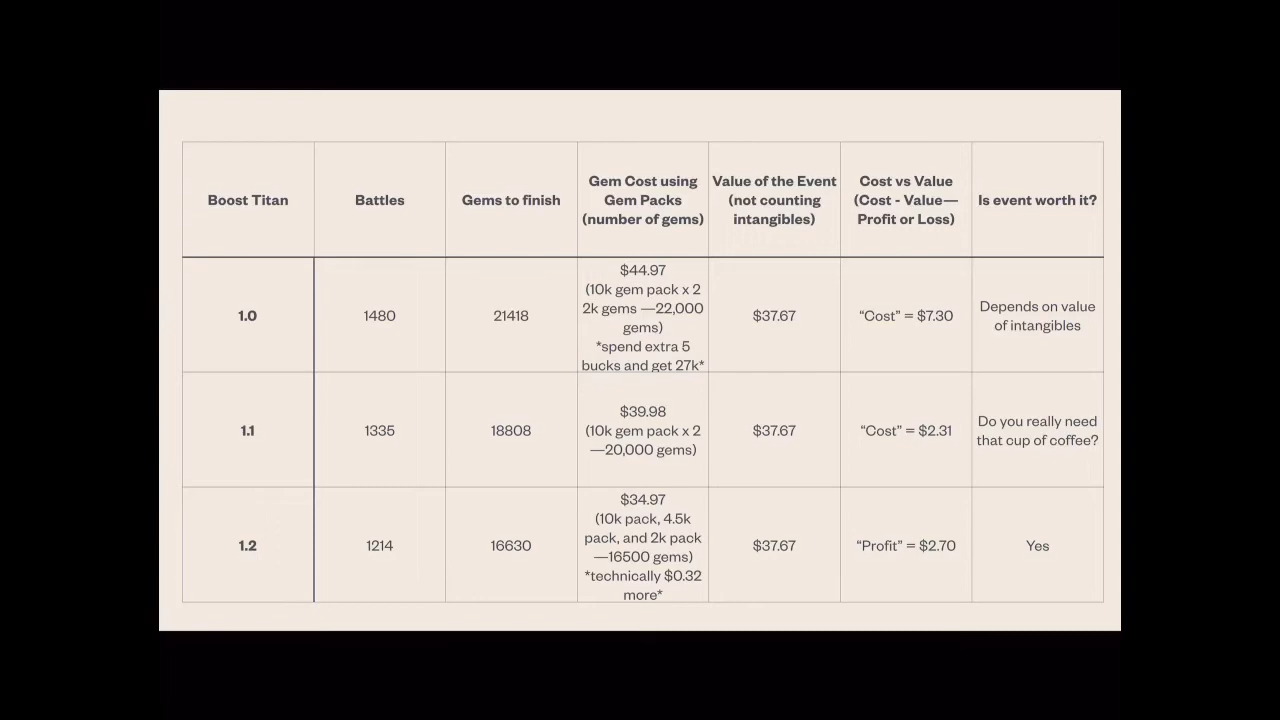 Boost Titan
Battles
Gems to finish
Gem Cost using
Gem Packs
(number of gems)
Value of the Event
(not counting
intangibles)
Cost vs Value
(Cost - Value—
Profit or Loss)
Is event worth it?
1.0
1480
21418
$44.97
(10k gem pack x 2
2k gems —22,000
gems)
*spend extra 5
bucks and get 27k*
$37.67
“Cost” = $7.30
Depends on value
of intangibles
1.1
1335
18808
$39.98
(10k gem pack x 2
—20,000 gems)
$37.67
“Cost” = $2.31
Do you really need
that cup of coffee?
1.2
1214
16630
$34.97
(10k pack, 4.5k
pack, and 2k pack
—16500 gems)
*technically $0.32
more*
$37.67
“Profit” = $2.70
Yes